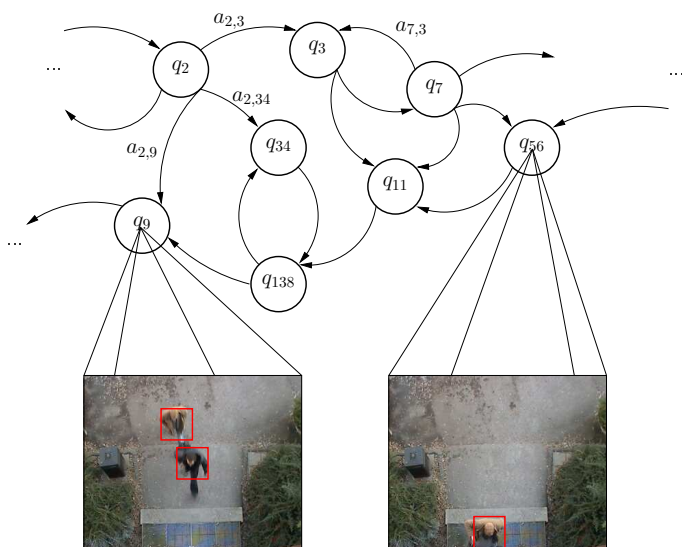 a2,3
a7,3
q3
...
q2
...
q7
a2,34
a2,9
q34
q56
q11
q9
...
q138